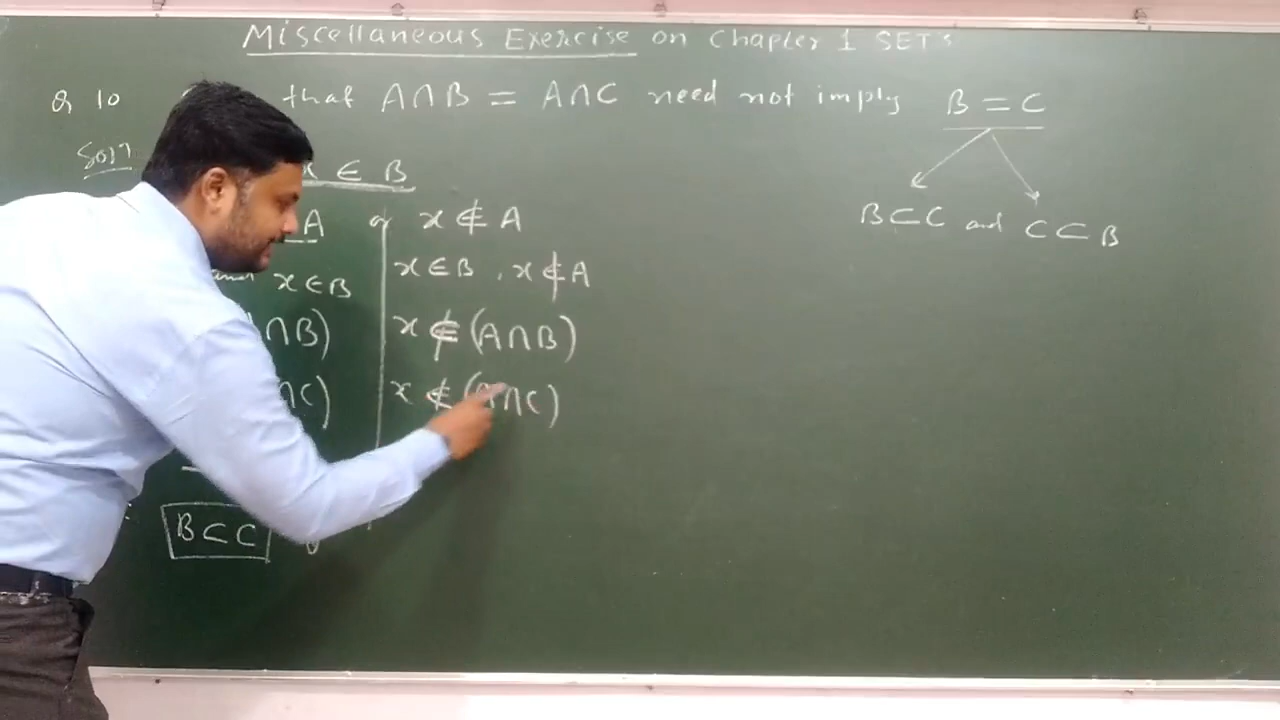 Miscellaneous Exercise on Chapter 1 SETS
Q 10 that A∩B = A∩C need not imply B = C
Soln
x ∈ B
B⊂C and C⊂B
A or x ∉ A
x∈B
x∈B , x∉A
∩B) x ∉ (A∩B)
∩C) x ∉ (A∩C)
B⊂C